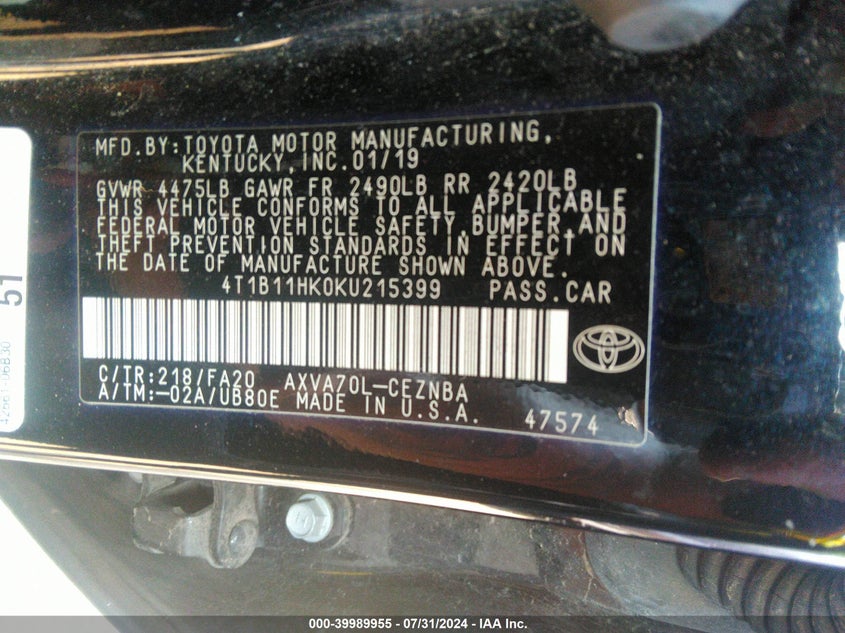 MFD.BY:TOYOTA MOTOR MANUFACTURING,
KENTUCKY,INC.01/19
GVWR 4475LB GAWR FR 2490LB RR 2420LB
THIS VEHICLE CONFORMS TO ALL APPLICABLE
FEDERAL MOTOR VEHICLE SAFETY,BUMPER,AND
THEFT PREVENTION STANDARDS IN EFFECT ON
THE DATE OF MANUFACTURE SHOWN ABOVE.
4T1B11HK0KU215399 PASS.CAR
C/TR:218/FA20 AXVA70L-CEZNBA
A/TM:-02A/UB80E MADE IN U.S.A. 47574
51
42661-06B30
000-39989955 - 07/31/2024 - IAA Inc.